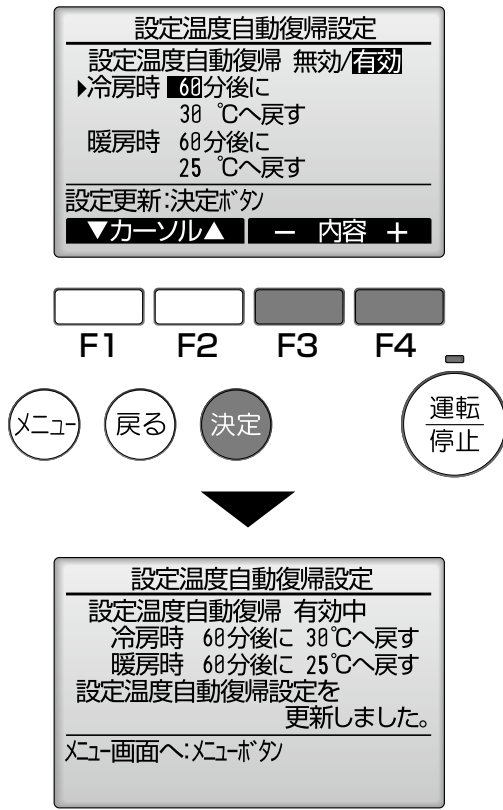 設定温度自動復帰設定
設定温度自動復帰 無効/有効
▶冷房時 60分後に
30 ℃へ戻す
暖房時 60分後に
25 ℃へ戻す
設定更新:決定ボタン
▼カーソル▲ － 内容 ＋
F1 F2 F3 F4
メニュー 戻る 決定 運転
停止
設定温度自動復帰設定
設定温度自動復帰 有効中
冷房時 60分後に 30℃へ戻す
暖房時 60分後に 25℃へ戻す
設定温度自動復帰設定を
更新しました。
メニュー画面へ:メニューボタン